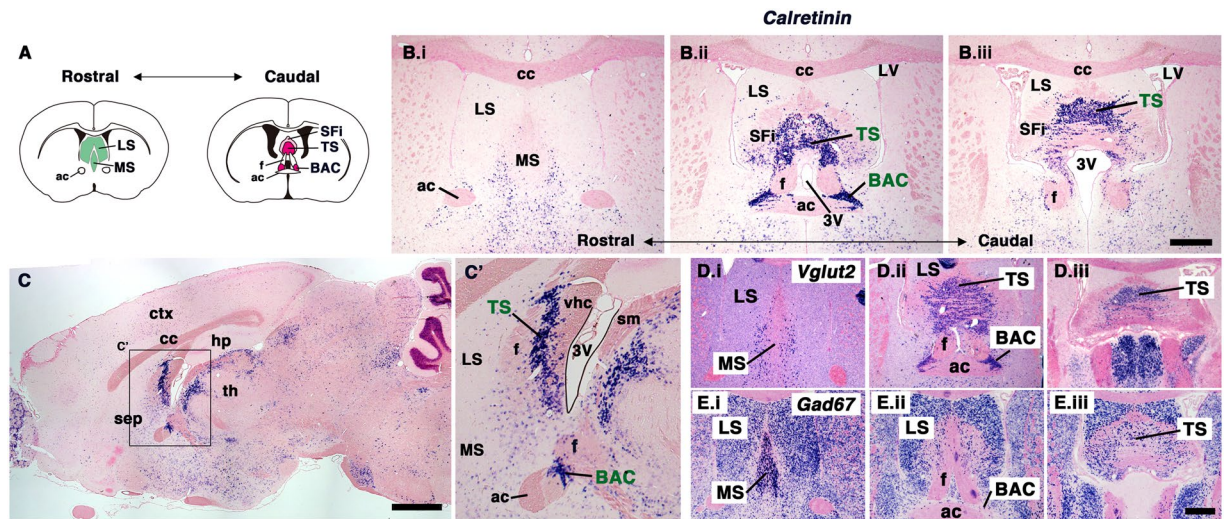 Calretinin
A
Rostral
Caudal
LS
MS
ac
SFi
TS
BAC
f
ac
B.i
cc
LS
MS
ac
B.ii
cc
LV
LS
SFi
TS
f
BAC
ac
3V
B.iii
cc
LV
LS
TS
SFi
3V
f
Rostral
Caudal
C
ctx
cc
C'
hp
th
sep
C'
TS
vhc
sm
f
3V
LS
MS
f
BAC
ac
D.i
Vglut2
LS
MS
D.ii
LS
TS
f
BAC
ac
D.iii
TS
E.i
Gad67
LS
MS
E.ii
LS
f
BAC
ac
E.iii
TS